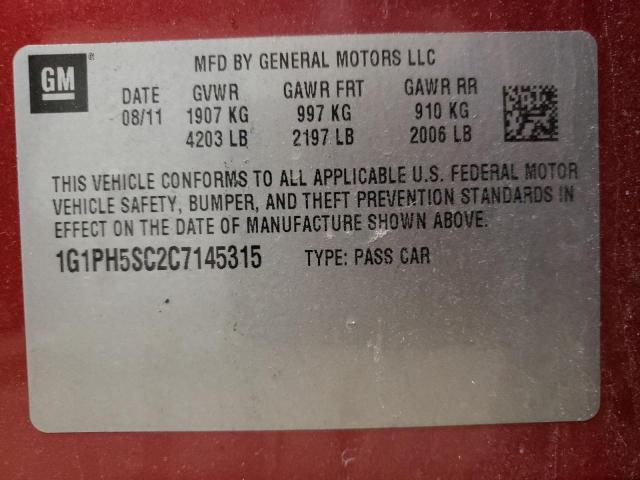 GM
®
MFD BY GENERAL MOTORS LLC
DATE GVWR GAWR FRT GAWR RR
08/11 1907 KG 997 KG 910 KG
4203 LB 2197 LB 2006 LB
THIS VEHICLE CONFORMS TO ALL APPLICABLE U.S. FEDERAL MOTOR
VEHICLE SAFETY, BUMPER, AND THEFT PREVENTION STANDARDS IN
EFFECT ON THE DATE OF MANUFACTURE SHOWN ABOVE.
1G1PH5SC2C7145315 TYPE: PASS CAR